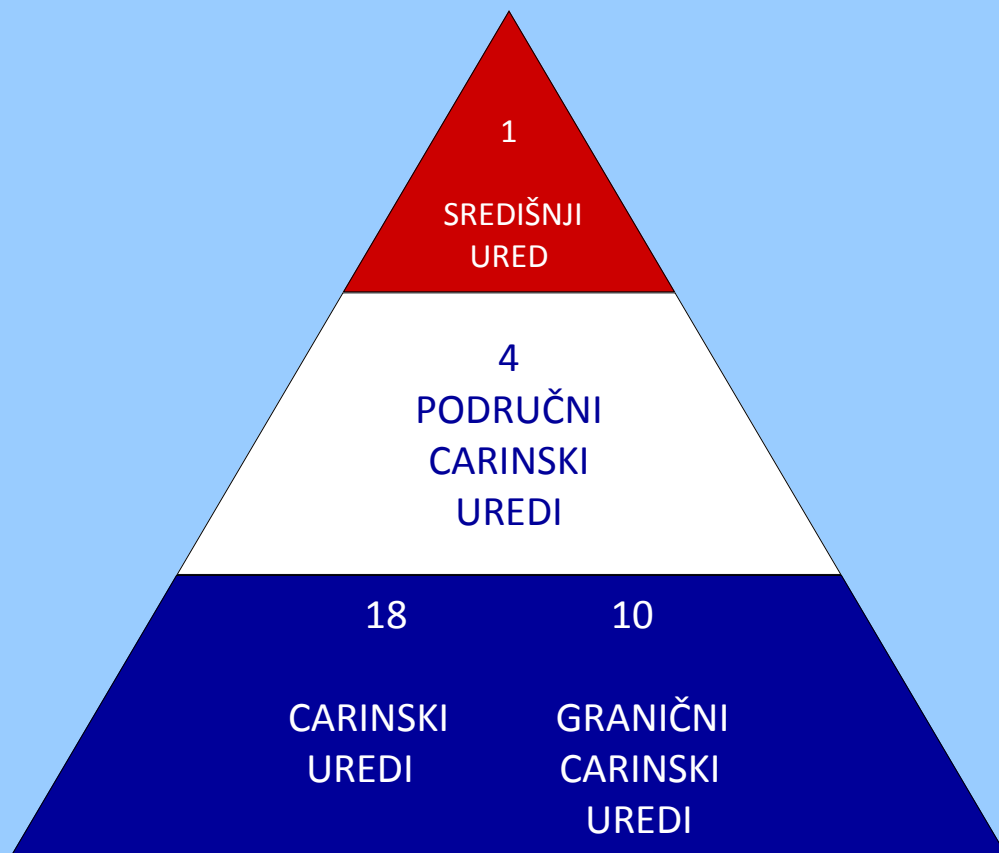 1
SREDIŠNJI
URED
4
PODRUČNI
CARINSKI
UREDI
18
CARINSKI
UREDI
10
GRANIČNI
CARINSKI
UREDI